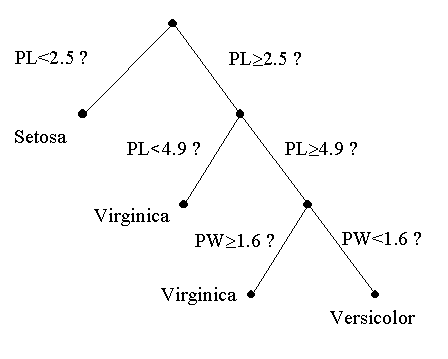 PL<2.5 ?
PL≥2.5 ?
Setosa
PL<4.9 ?
PL≥4.9 ?
Virginica
PW≥1.6 ?
PW<1.6 ?
Virginica
Versicolor